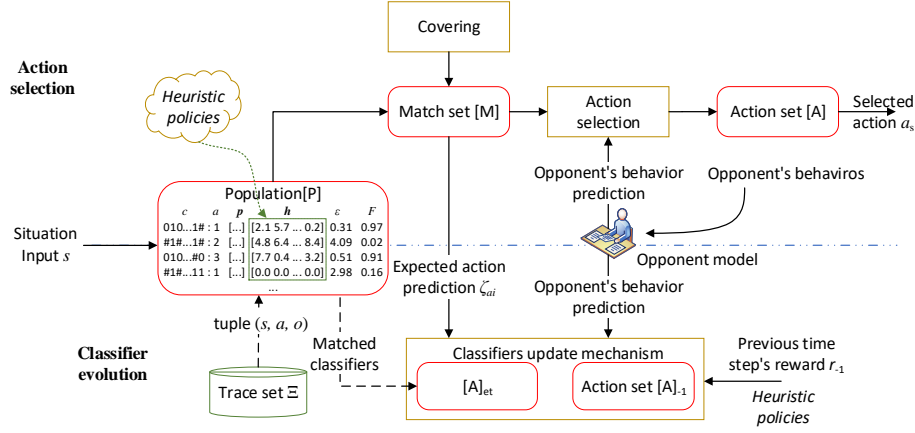 Covering
Action
selection
Heuristic
policies
Match set [M]
Action
selection
Action set [A]
Selected
action aₛ
Population[P]
c a p h ε F
010...1# : 1 [...] [2.1 5.7 ... 0.2] 0.31 0.97
#1#...1# : 2 [...] [4.8 6.4 ... 8.4] 4.09 0.02
010...#0 : 3 [...] [7.7 0.4 ... 3.2] 0.51 0.91
#1#...11 : 1 [...] [0.0 0.0 ... 0.0] 2.98 0.16
...
Situation
Input s
Opponent's behavior
prediction
Opponent's behaviros
Opponent model
Expected action
prediction ζₐᵢ
Opponent's behavior
prediction
tuple (s, a, o)
Matched
classifiers
Classifier
evolution
Trace set Ξ
Classifiers update mechanism
[A]ₑₜ
Action set [A]₋₁
Previous time
step's reward r₋₁
Heuristic
policies